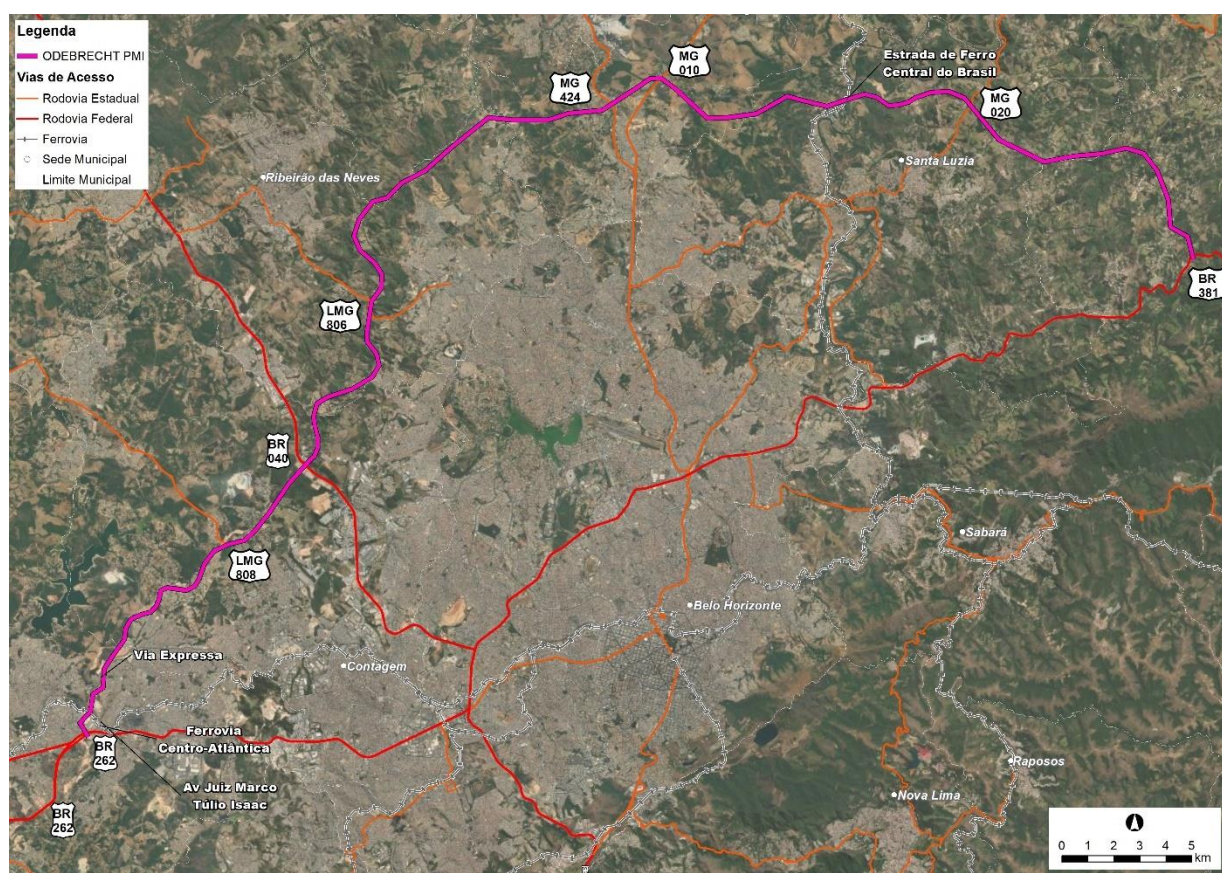 Legenda
ODEBRECHT PMI
Vias de Acesso
Rodovia Estadual
Rodovia Federal
Ferrovia
Sede Municipal
Limite Municipal
MG
010
MG
424
Estrada de Ferro
Central do Brasil
MG
020
Santa Luzia
Ribeirão das Neves
BR
381
LMG
806
BR
040
LMG
808
Sabará
Belo Horizonte
Via Expressa
Contagem
Ferrovia
Centro-Atlântica
BR
262
Av Juiz Marco
Túlio Isaac
BR
262
Raposos
Nova Lima
0 1 2 3 4 5
km